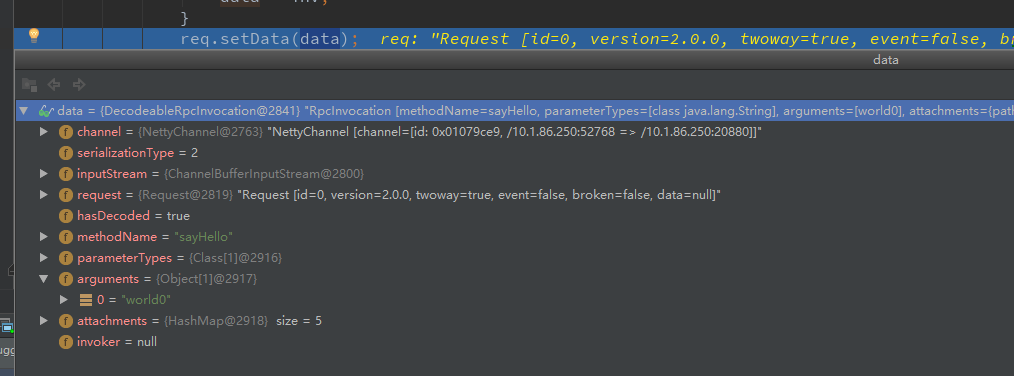 }
req.setData(data); req: "Request [id=0, version=2.0.0, twoway=true, event=false, br
data
data = {DecodeableRpcInvocation@2841} "RpcInvocation [methodName=sayHello, parameterTypes=[class java.lang.String], arguments=[world0], attachments={path
channel = {NettyChannel@2763} "NettyChannel [channel=[id: 0x01079ce9, /10.1.86.250:52768 => /10.1.86.250:20880]]"
serializationType = 2
inputStream = {ChannelBufferInputStream@2800}
request = {Request@2819} "Request [id=0, version=2.0.0, twoway=true, event=false, broken=false, data=null]"
hasDecoded = true
methodName = "sayHello"
parameterTypes = {Class[1]@2916}
arguments = {Object[1]@2917}
0 = "world0"
attachments = {HashMap@2918} size = 5
invoker = null